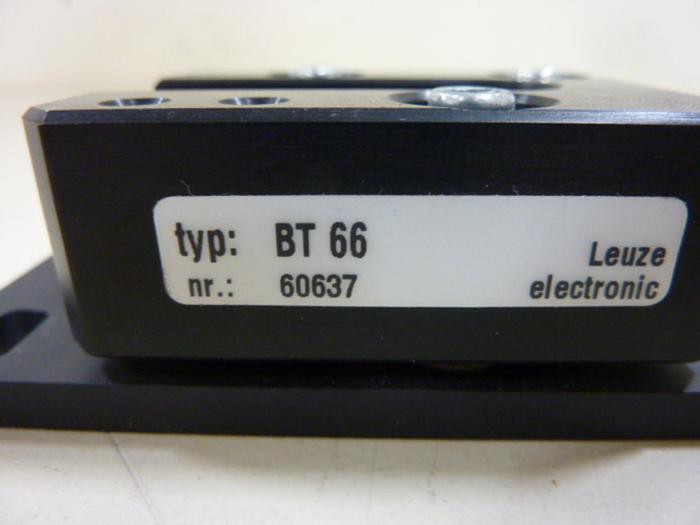 typ: BT 66
nr.: 60637
Leuze
electronic